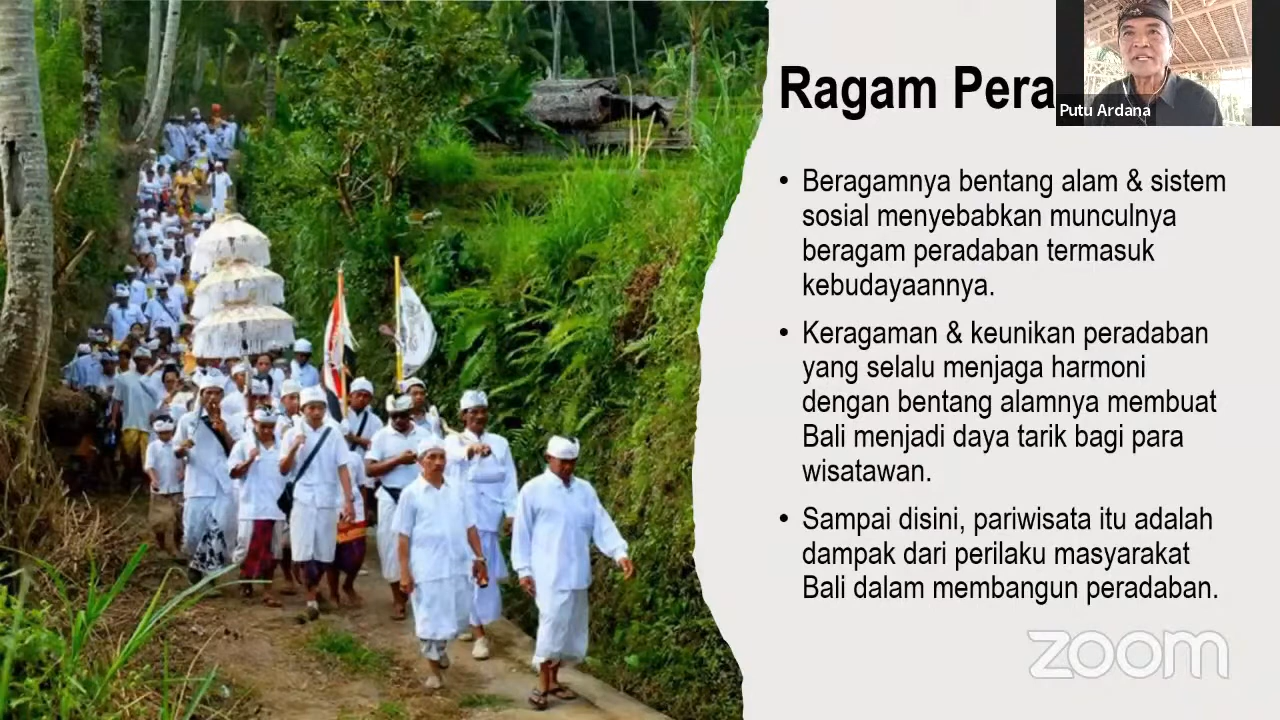 Ragam Pera
Putu Ardana
• Beragamnya bentang alam & sistem
sosial menyebabkan munculnya
beragam peradaban termasuk
kebudayaannya.
• Keragaman & keunikan peradaban
yang selalu menjaga harmoni
dengan bentang alamnya membuat
Bali menjadi daya tarik bagi para
wisatawan.
• Sampai disini, pariwisata itu adalah
dampak dari perilaku masyarakat
Bali dalam membangun peradaban.
zoom